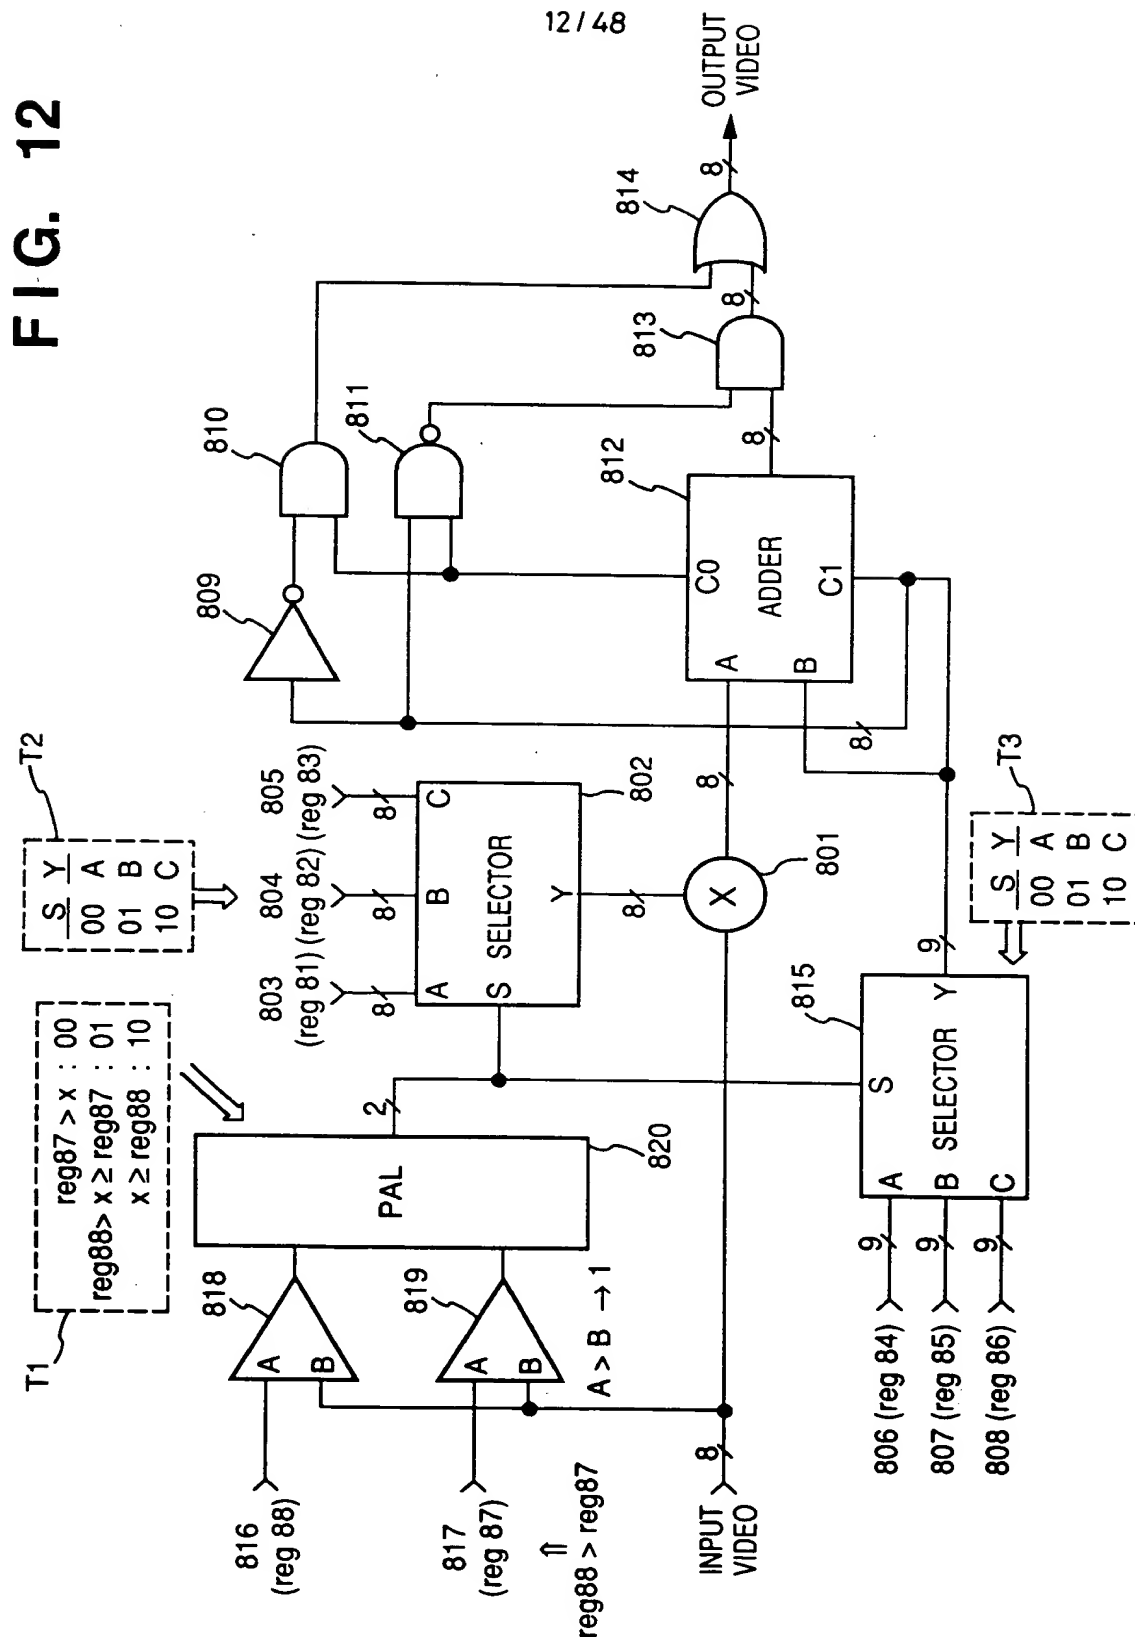 12/48
FIG. 12
T1
reg87 > x : 00
reg88> x ≥ reg87 : 01
x ≥ reg88 : 10
T2
S Y
00 A
01 B
10 C
816
(reg 88)
817
(reg 87)
⇑
reg88 > reg87
818
A
B
819
A
B
A > B → 1
PAL
820
2
803
(reg 81)
804
(reg 82)
805
(reg 83)
8
8
8
A
B
C
S
SELECTOR
Y
802
8
X
801
8
INPUT
VIDEO
8
806 (reg 84)
807 (reg 85)
808 (reg 86)
9
9
9
A
B
C
S
SELECTOR
Y
815
9
T3
S Y
00 A
01 B
10 C
809
810
811
8
A
B
C0
C1
ADDER
812
8
813
8
814
8
OUTPUT
VIDEO